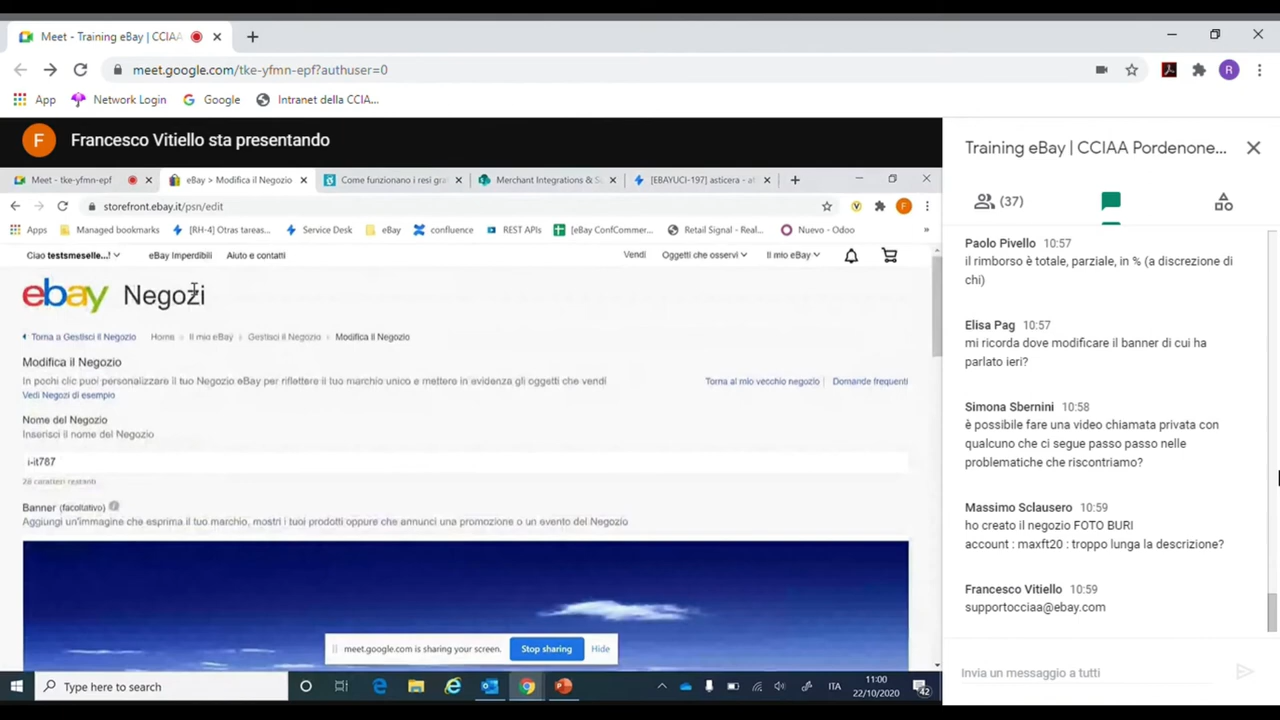 Meet - Training eBay | CCIAA
meet.google.com/tke-yfmn-epf?authuser=0
R
App
Network Login
Google
Intranet della CCIA...
F
Francesco Vitiello sta presentando
Meet - tke-yfmn-epf
eBay > Modifica il Negozio
Come funzionano i resi gra
Merchant Integrations & S
[EBAYUCI-197] asticera - a
storefront.ebay.it/psn/edit
F
Apps
Managed bookmarks
[RH-4] Otras tareas...
Service Desk
eBay
confluence
REST APIs
[eBay ConfCommer...
Retail Signal - Real...
Nuevo - Odoo
»
Ciao testsmeselle...!
eBay Imperdibili
Aiuto e contatti
Vendi
Oggetti che osservi
Il mio eBay
ebay Negozi
Torna a Gestisci il Negozio
Home
Il mio eBay
Gestisci il Negozio
Modifica il Negozio
Modifica il Negozio
In pochi clic puoi personalizzare il tuo Negozio eBay per riflettere il tuo marchio unico e mettere in evidenza gli oggetti che vendi
Torna al mio vecchio negozio | Domande frequenti
Vedi Negozi di esempio
Nome del Negozio
Inserisci il nome del Negozio
i-it787
28 caratteri restanti
Banner (facoltativo)
Aggiungi un'immagine che esprima il tuo marchio, mostri i tuoi prodotti oppure che annunci una promozione o un evento del Negozio
meet.google.com is sharing your screen.
Stop sharing
Hide
Training eBay | CCIAA Pordenone...
(37)
Paolo Pivello 10:57
il rimborso è totale, parziale, in % (a discrezione di
chi)
Elisa Pag 10:57
mi ricorda dove modificare il banner di cui ha
parlato ieri?
Simona Sbernini 10:58
è possibile fare una video chiamata privata con
qualcuno che ci segue passo passo nelle
problematiche che riscontriamo?
Massimo Sclausero 10:59
ho creato il negozio FOTO BURI
account : maxft20 : troppo lunga la descrizione?
Francesco Vitiello 10:59
supportocciaa@ebay.com
Invia un messaggio a tutti
Type here to search
ITA
11:00
22/10/2020
42